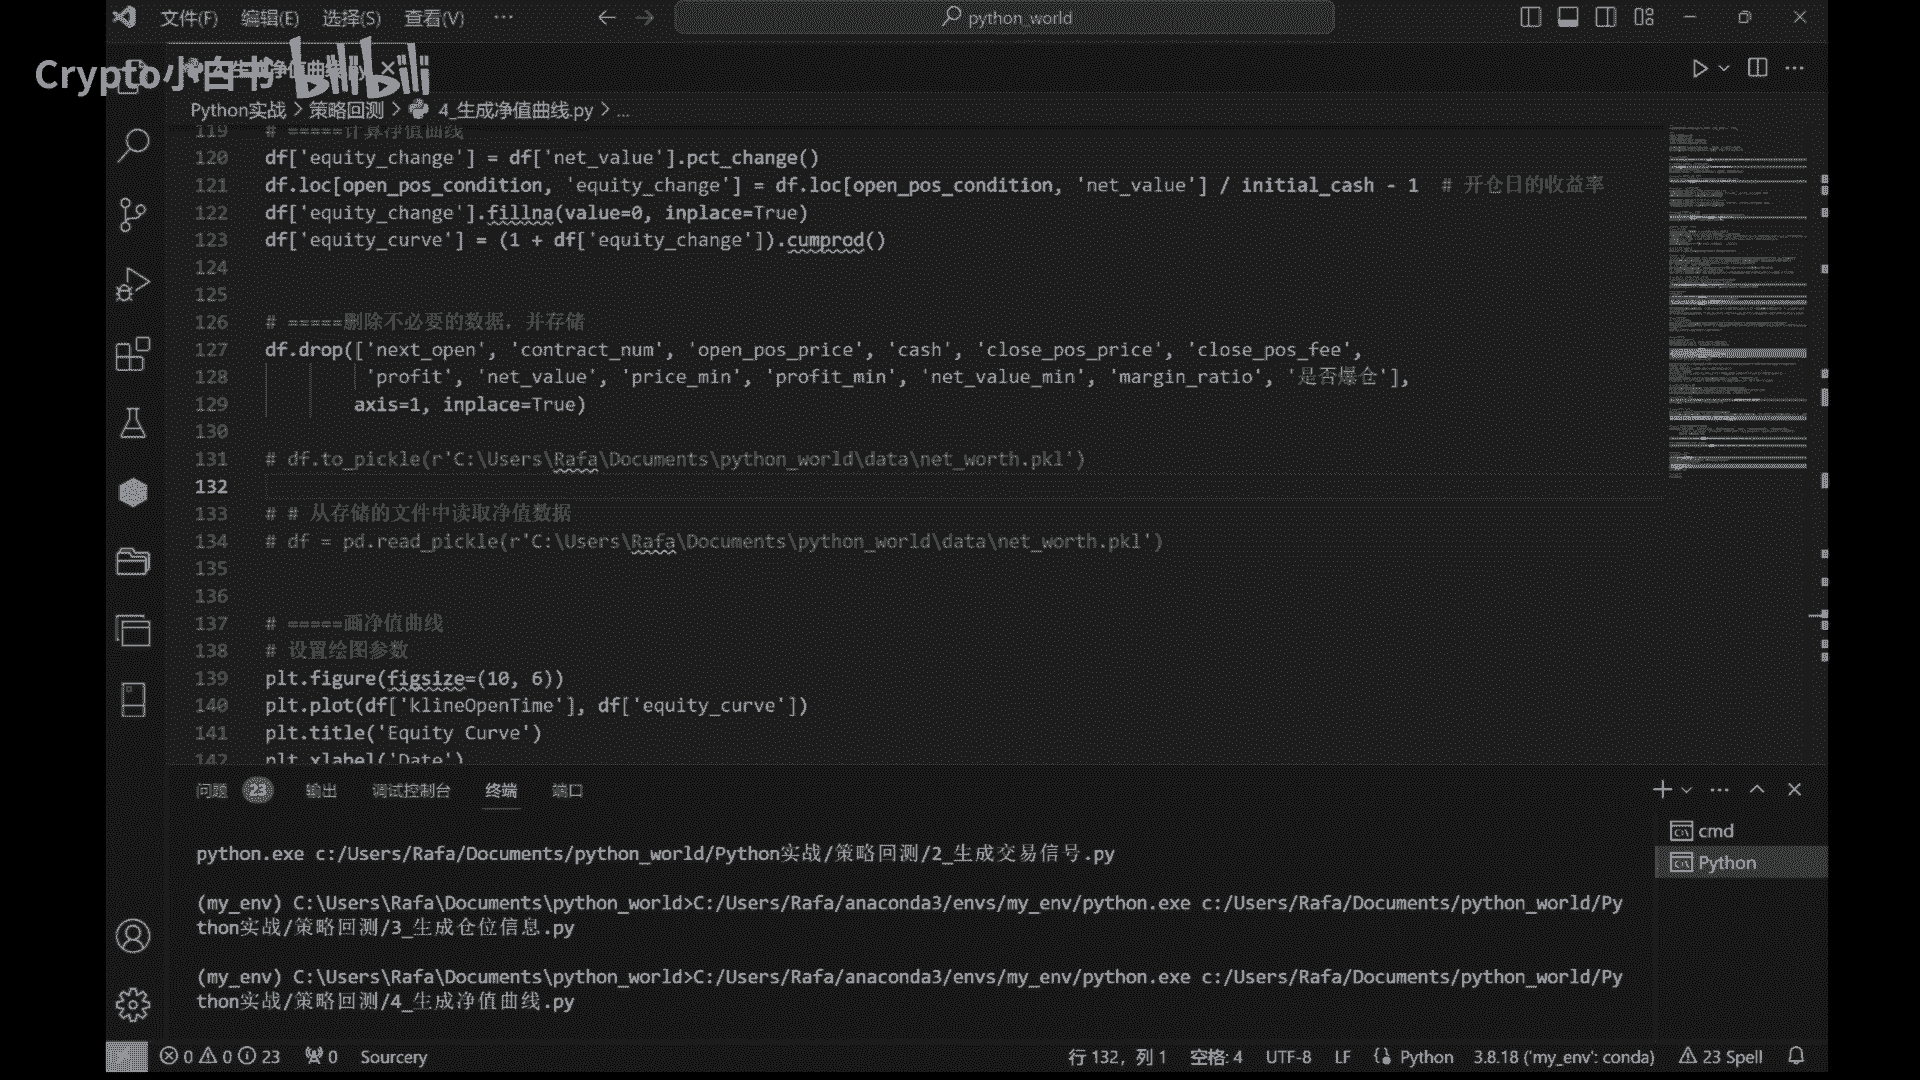 文件(F) 编辑(E) 选择(S) 查看(V) ··· python_world
Crypto小白书 bilibili
Python实战 > 策略回测 > 4_生成净值曲线.py > ...
119 # =====计算净值曲线
120 df['equity_change'] = df['net_value'].pct_change()
121 df.loc[open_pos_condition, 'equity_change'] = df.loc[open_pos_condition, 'net_value'] / initial_cash - 1 # 开仓日的收益率
122 df['equity_change'].fillna(value=0, inplace=True)
123 df['equity_curve'] = (1 + df['equity_change']).cumprod()
124
125
126 # =====删除不必要的数据，并存储
127 df.drop(['next_open', 'contract_num', 'open_pos_price', 'cash', 'close_pos_price', 'close_pos_fee',
128 'profit', 'net_value', 'price_min', 'profit_min', 'net_value_min', 'margin_ratio', '是否爆仓'],
129 axis=1, inplace=True)
130
131 # df.to_pickle(r'C:\Users\Rafa\Documents\python_world\data\net_worth.pkl')
132
133 # # 从存储的文件中读取净值数据
134 # df = pd.read_pickle(r'C:\Users\Rafa\Documents\python_world\data\net_worth.pkl')
135
136
137 # =====画净值曲线
138 # 设置绘图参数
139 plt.figure(figsize=(10, 6))
140 plt.plot(df['klineOpenTime'], df['equity_curve'])
141 plt.title('Equity Curve')
142 plt.xlabel('Date')
问题 23 输出 调试控制台 终端 端口
cmd
Python
python.exe c:/Users/Rafa/Documents/python_world/Python实战/策略回测/2_生成交易信号.py
(my_env) C:\Users\Rafa\Documents\python_world>C:/Users/Rafa/anaconda3/envs/my_env/python.exe c:/Users/Rafa/Documents/python_world/Py
thon实战/策略回测/3_生成仓位信息.py
(my_env) C:\Users\Rafa\Documents\python_world>C:/Users/Rafa/anaconda3/envs/my_env/python.exe c:/Users/Rafa/Documents/python_world/Py
thon实战/策略回测/4_生成净值曲线.py
0 0 23 0 Sourcery 行 132，列 1 空格: 4 UTF-8 LF Python 3.8.18 ('my_env': conda) 23 Spell